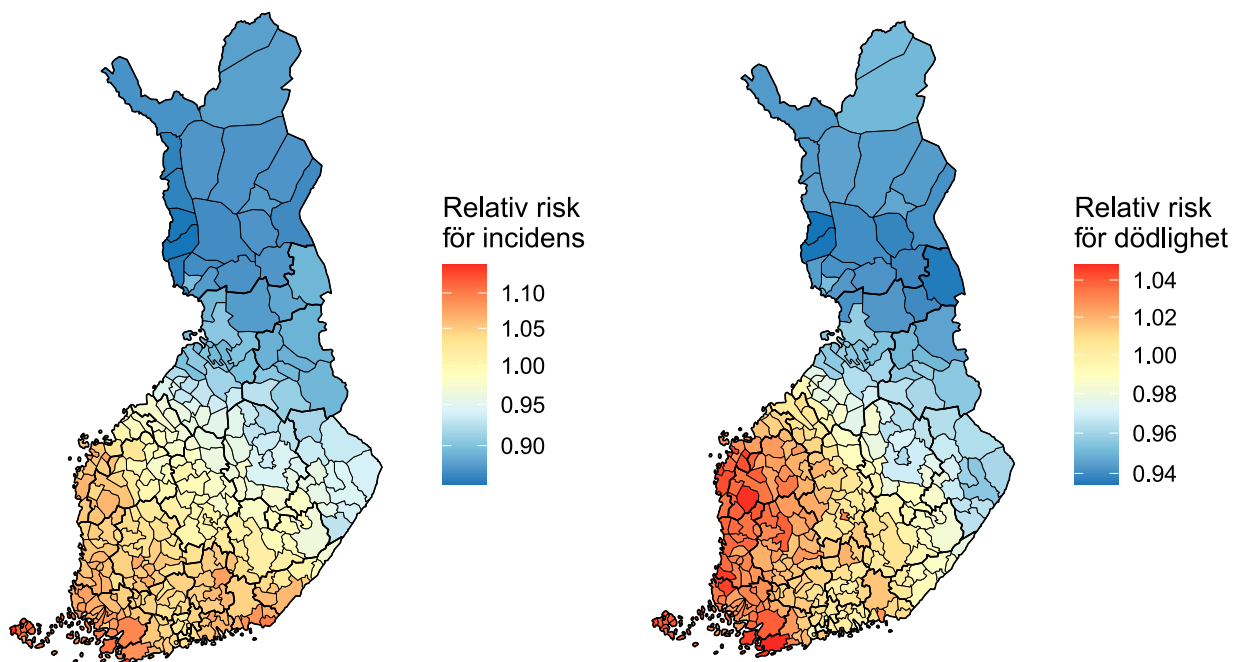 Relativ risk
för incidens
1.10
1.05
1.00
0.95
0.90
Relativ risk
för dödlighet
1.04
1.02
1.00
0.98
0.96
0.94